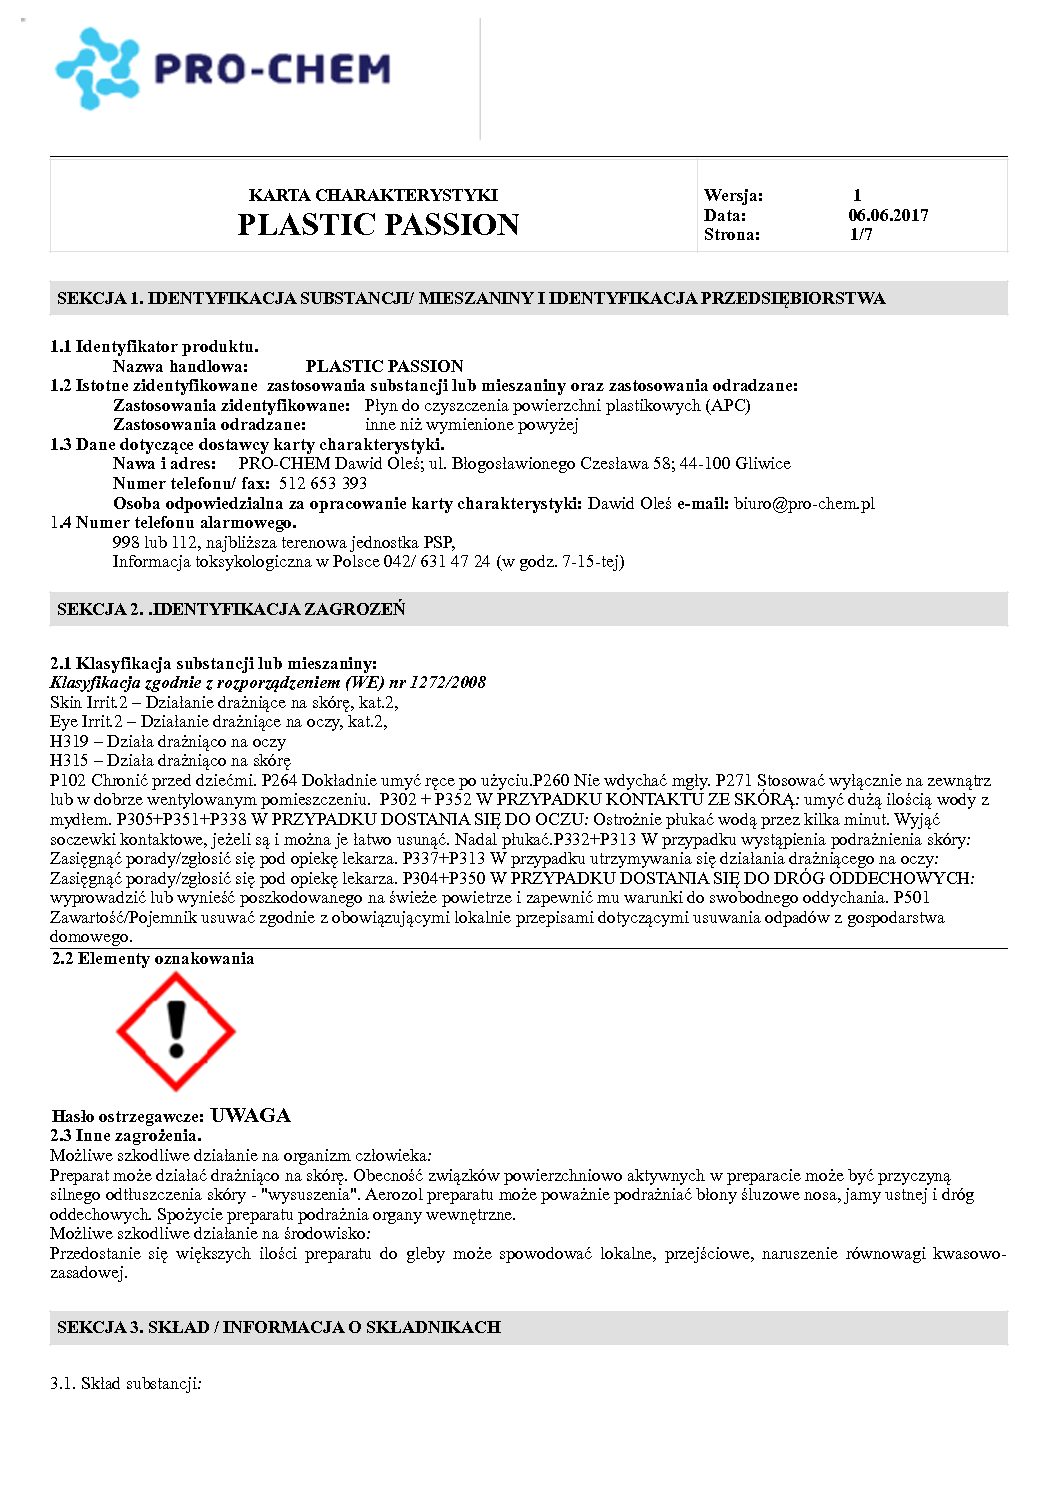 PRO-CHEM
KARTA CHARAKTERYSTYKI
PLASTIC PASSION
Wersja: 1
Data: 06.06.2017
Strona: 1/7
SEKCJA 1. IDENTYFIKACJA SUBSTANCJI/ MIESZANINY I IDENTYFIKACJA PRZEDSIĘBIORSTWA
1.1 Identyfikator produktu.
Nazwa handlowa: PLASTIC PASSION
1.2 Istotne zidentyfikowane zastosowania substancji lub mieszaniny oraz zastosowania odradzane:
Zastosowania zidentyfikowane: Płyn do czyszczenia powierzchni plastikowych (APC)
Zastosowania odradzane: inne niż wymienione powyżej
1.3 Dane dotyczące dostawcy karty charakterystyki.
Nawa i adres: PRO-CHEM Dawid Oleś; ul. Błogosławionego Czesława 58; 44-100 Gliwice
Numer telefonu/ fax: 512 653 393
Osoba odpowiedzialna za opracowanie karty charakterystyki: Dawid Oleś e-mail: biuro@pro-chem.pl
1.4 Numer telefonu alarmowego.
998 lub 112, najbliższa terenowa jednostka PSP,
Informacja toksykologiczna w Polsce 042/ 631 47 24 (w godz. 7-15-tej)
SEKCJA 2. .IDENTYFIKACJA ZAGROZEŃ
2.1 Klasyfikacja substancji lub mieszaniny:
Klasyfikacja zgodnie z rozporządzeniem (WE) nr 1272/2008
Skin Irrit.2 – Działanie drażniące na skórę, kat.2,
Eye Irrit.2 – Działanie drażniące na oczy, kat.2,
H319 – Działa drażniąco na oczy
H315 – Działa drażniąco na skórę
P102 Chronić przed dziećmi. P264 Dokładnie umyć ręce po użyciu.P260 Nie wdychać mgły. P271 Stosować wyłącznie na zewnątrz
lub w dobrze wentylowanym pomieszczeniu. P302 + P352 W PRZYPADKU KONTAKTU ZE SKÓRĄ: umyć dużą ilością wody z
mydłem. P305+P351+P338 W PRZYPADKU DOSTANIA SIĘ DO OCZU: Ostrożnie płukać wodą przez kilka minut. Wyjąć
soczewki kontaktowe, jeżeli są i można je łatwo usunąć. Nadal płukać.P332+P313 W przypadku wystąpienia podrażnienia skóry:
Zasięgnąć porady/zgłosić się pod opiekę lekarza. P337+P313 W przypadku utrzymywania się działania drażniącego na oczy:
Zasięgnąć porady/zgłosić się pod opiekę lekarza. P304+P350 W PRZYPADKU DOSTANIA SIĘ DO DRÓG ODDECHOWYCH:
wyprowadzić lub wynieść poszkodowanego na świeże powietrze i zapewnić mu warunki do swobodnego oddychania. P501
Zawartość/Pojemnik usuwać zgodnie z obowiązującymi lokalnie przepisami dotyczącymi usuwania odpadów z gospodarstwa
domowego.
2.2 Elementy oznakowania
Hasło ostrzegawcze: UWAGA
2.3 Inne zagrożenia.
Możliwe szkodliwe działanie na organizm człowieka:
Preparat może działać drażniąco na skórę. Obecność związków powierzchniowo aktywnych w preparacie może być przyczyną
silnego odtłuszczenia skóry - "wysuszenia". Aerozol preparatu może poważnie podrażniać błony śluzowe nosa, jamy ustnej i dróg
oddechowych. Spożycie preparatu podrażnia organy wewnętrzne.
Możliwe szkodliwe działanie na środowisko:
Przedostanie się większych ilości preparatu do gleby może spowodować lokalne, przejściowe, naruszenie równowagi kwasowo-
zasadowej.
SEKCJA 3. SKŁAD / INFORMACJA O SKŁADNIKACH
3.1. Skład substancji: